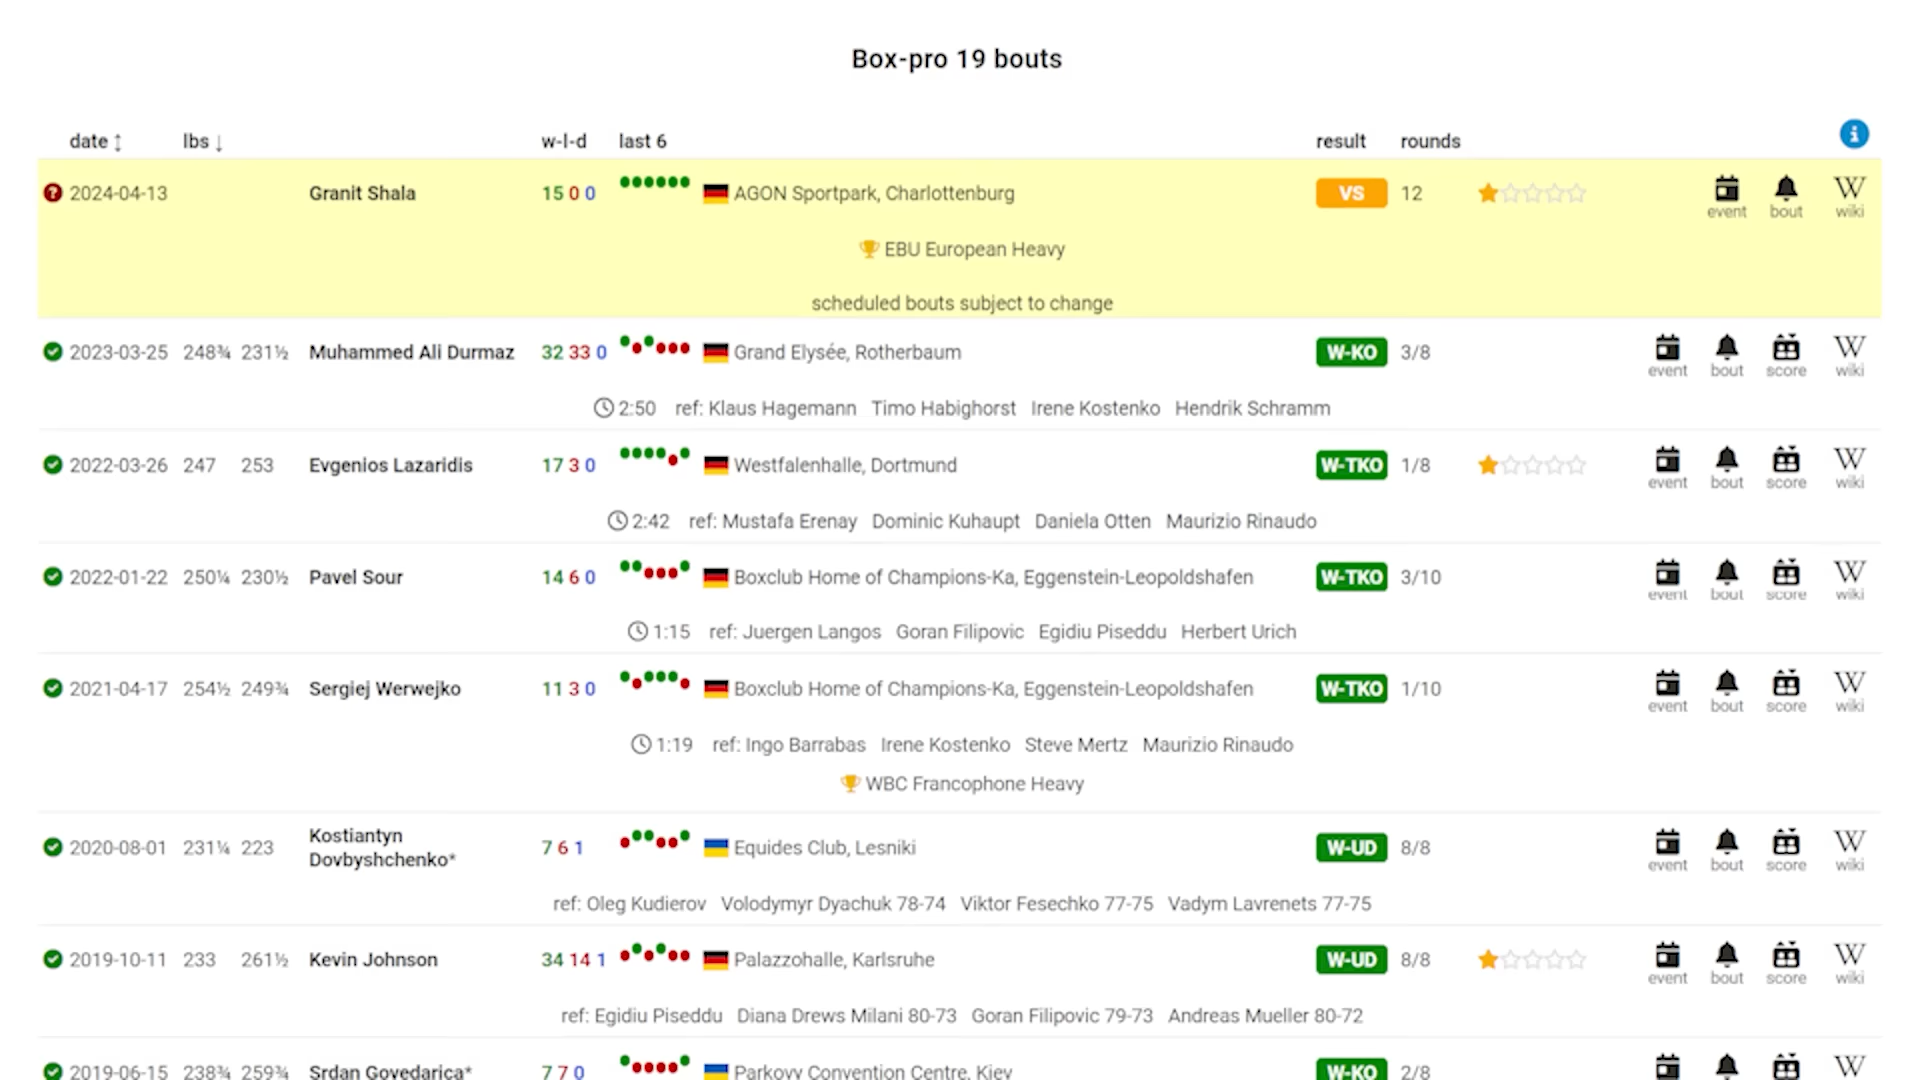 Box-pro 19 bouts
date lbs w-l-d last 6 result rounds
2024-04-13 Granit Shala 15 0 0 AGON Sportpark, Charlottenburg VS 12 event bout wiki
EBU European Heavy
scheduled bouts subject to change
2023-03-25 248¾ 231½ Muhammed Ali Durmaz 32 33 0 Grand Elysée, Rotherbaum W-KO 3/8 event bout score wiki
2:50 ref: Klaus Hagemann Timo Habighorst Irene Kostenko Hendrik Schramm
2022-03-26 247 253 Evgenios Lazaridis 17 3 0 Westfalenhalle, Dortmund W-TKO 1/8 event bout score wiki
2:42 ref: Mustafa Erenay Dominic Kuhaupt Daniela Otten Maurizio Rinaudo
2022-01-22 250¼ 230½ Pavel Sour 14 6 0 Boxclub Home of Champions-Ka, Eggenstein-Leopoldshafen W-TKO 3/10 event bout score wiki
1:15 ref: Juergen Langos Goran Filipovic Egidiu Piseddu Herbert Urich
2021-04-17 254½ 249¾ Sergiej Werwejko 11 3 0 Boxclub Home of Champions-Ka, Eggenstein-Leopoldshafen W-TKO 1/10 event bout score wiki
1:19 ref: Ingo Barrabas Irene Kostenko Steve Mertz Maurizio Rinaudo
WBC Francophone Heavy
2020-08-01 231¼ 223 Kostiantyn Dovbyshchenko* 7 6 1 Equides Club, Lesniki W-UD 8/8 event bout score wiki
ref: Oleg Kudierov Volodymyr Dyachuk 78-74 Viktor Fesechko 77-75 Vadym Lavrenets 77-75
2019-10-11 233 261½ Kevin Johnson 34 14 1 Palazzohalle, Karlsruhe W-UD 8/8 event bout score wiki
ref: Egidiu Piseddu Diana Drews Milani 80-73 Goran Filipovic 79-73 Andreas Mueller 80-72
2019-06-15 238¾ 259¾ Srdan Govedarica* 7 7 0 Parkovy Convention Centre, Kiev W-KO 2/8